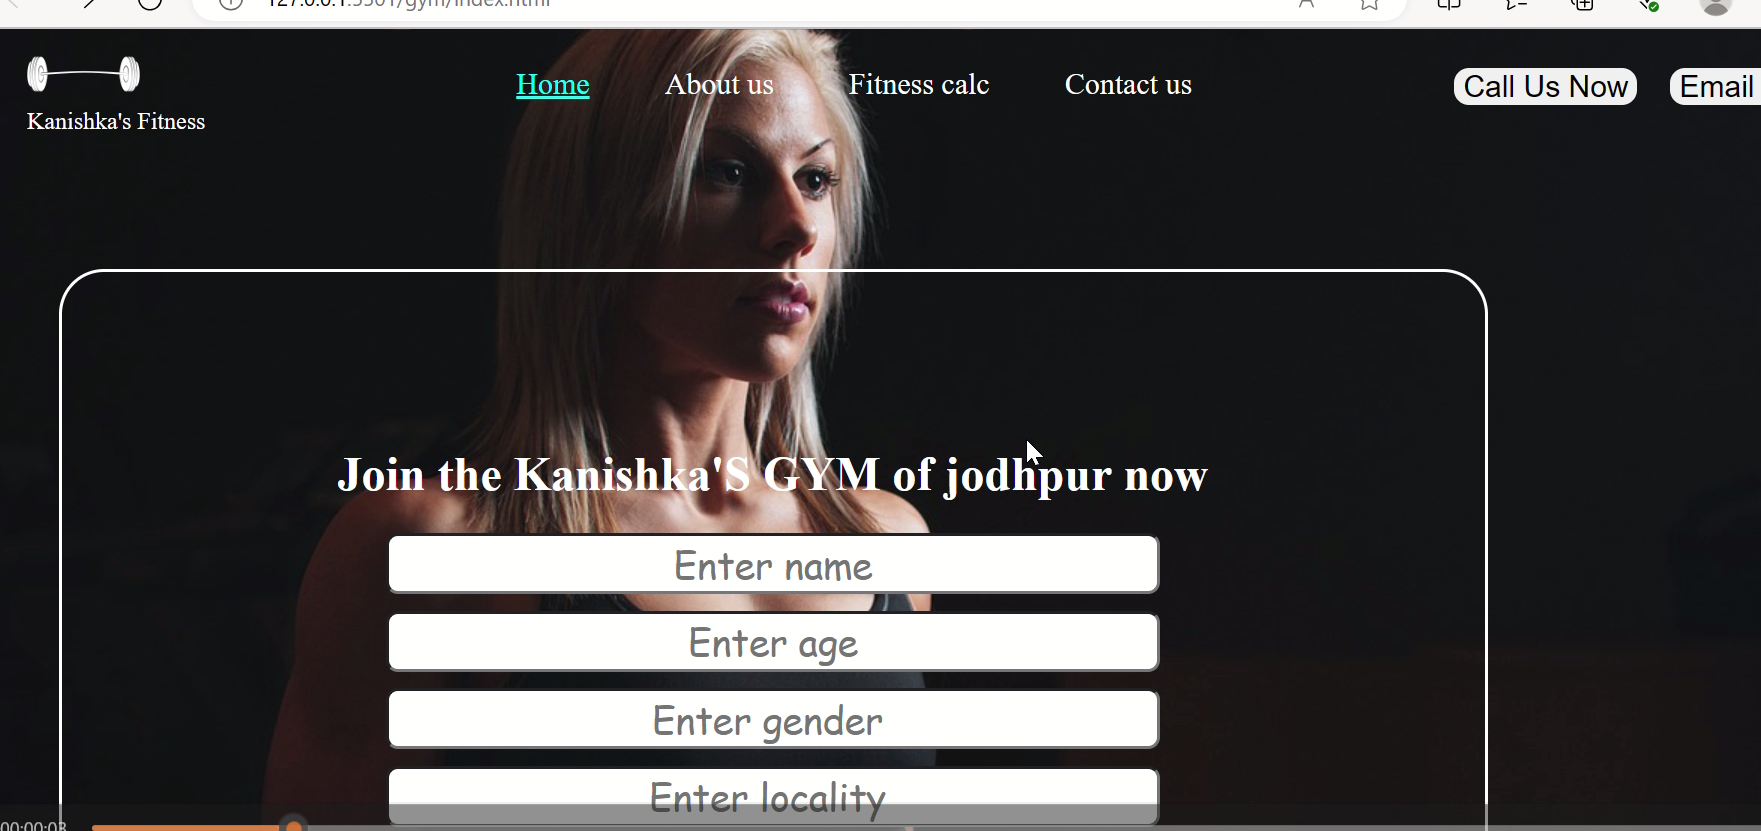 127.0.0.1:5501/gym/index.html
Home About us Fitness calc Contact us Call Us Now Email
Kanishka's Fitness
Join the Kanishka'S GYM of jodhpur now
Enter name
Enter age
Enter gender
Enter locality
00:00:03